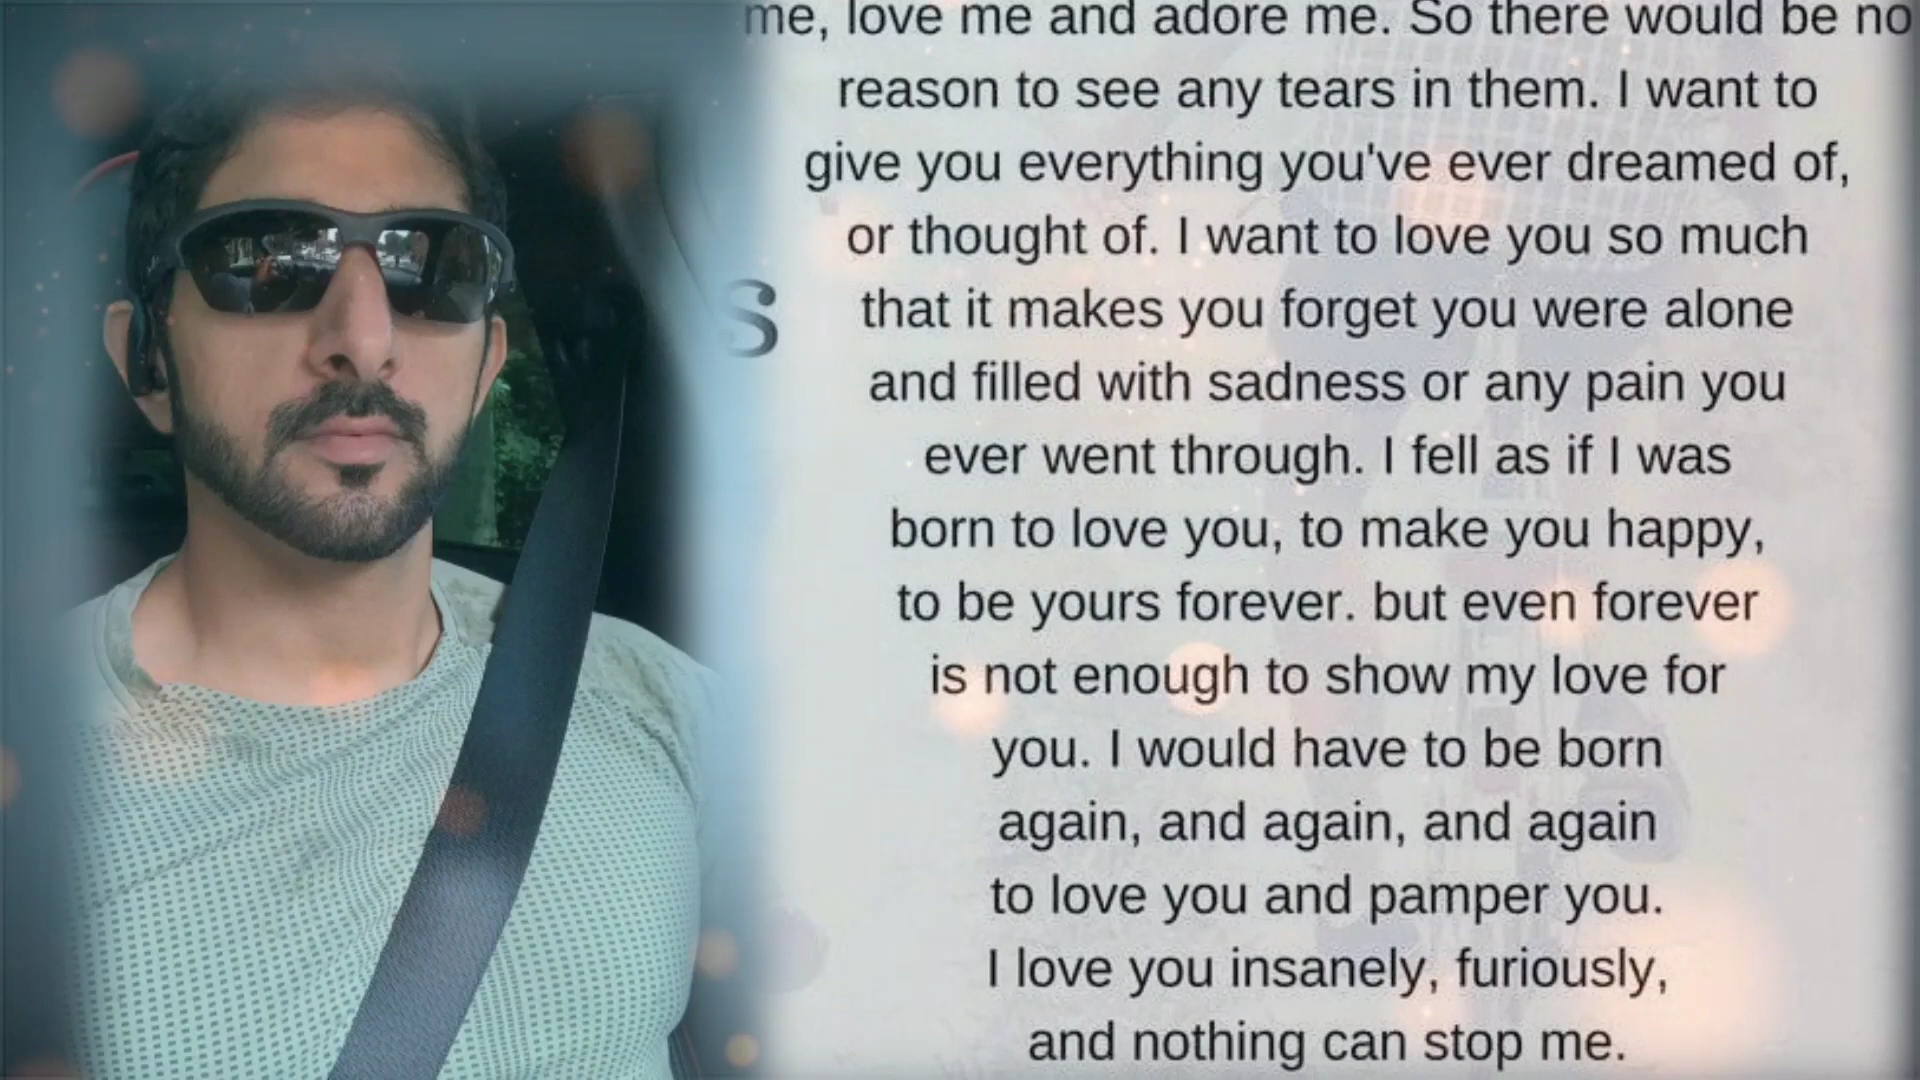 me, love me and adore me. So there would be no
reason to see any tears in them. I want to
give you everything you've ever dreamed of,
or thought of. I want to love you so much
s
that it makes you forget you were alone
and filled with sadness or any pain you
ever went through. I fell as if I was
born to love you, to make you happy,
to be yours forever. but even forever
is not enough to show my love for
you. I would have to be born
again, and again, and again
to love you and pamper you.
I love you insanely, furiously,
and nothing can stop me.